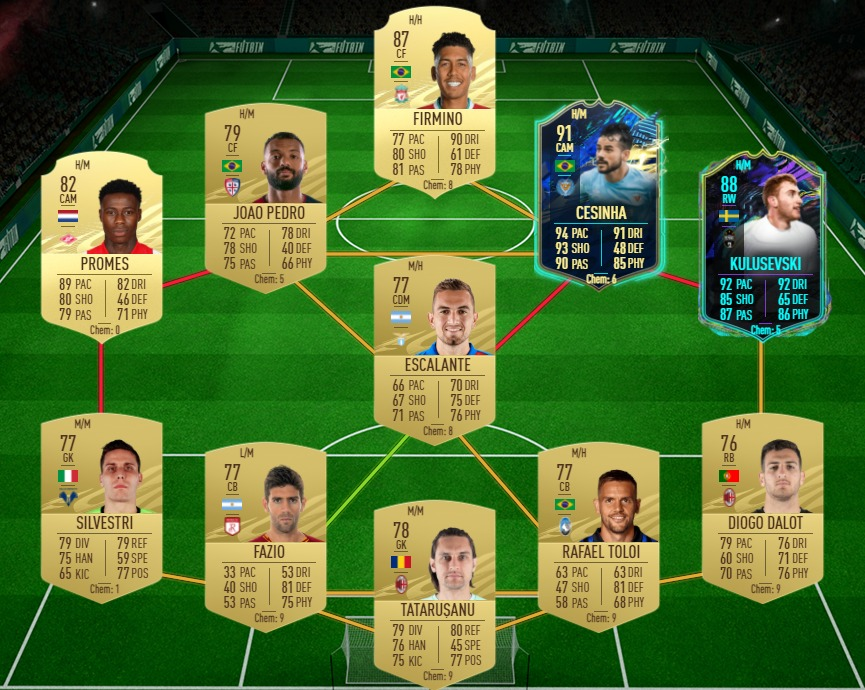 FUTBIN
FUTBIN
FUTBIN
H/H
87
CF
FIRMINO
77 PAC 90 DRI
80 SHO 61 DEF
81 PAS 78 PHY
Chem: 8
H/M
79
CF
JOAO PEDRO
72 PAC 78 DRI
78 SHO 40 DEF
75 PAS 66 PHY
Chem: 5
H/M
91
CAM
CESINHA
94 PAC 91 DRI
93 SHO 48 DEF
90 PAS 85 PHY
Chem: 6
H/M
82
CAM
PROMES
89 PAC 82 DRI
80 SHO 46 DEF
79 PAS 71 PHY
Chem: 0
H/M
88
RW
KULUSEVSKI
92 PAC 92 DRI
85 SHO 65 DEF
87 PAS 86 PHY
Chem: 5
M/H
77
CDM
ESCALANTE
66 PAC 70 DRI
67 SHO 75 DEF
71 PAS 76 PHY
Chem: 8
M/M
77
GK
SILVESTRI
79 DIV 79 REF
75 HAN 59 SPE
65 KIC 77 POS
Chem: 1
L/M
77
CB
FAZIO
33 PAC 53 DRI
40 SHO 81 DEF
53 PAS 75 PHY
Chem: 9
M/M
78
GK
TATARUȘANU
79 DIV 80 REF
76 HAN 45 SPE
75 KIC 77 POS
Chem: 9
M/H
77
CB
RAFAEL TOLOI
63 PAC 63 DRI
47 SHO 81 DEF
58 PAS 68 PHY
Chem: 9
H/M
76
RB
DIOGO DALOT
79 PAC 76 DRI
60 SHO 71 DEF
70 PAS 76 PHY
Chem: 9